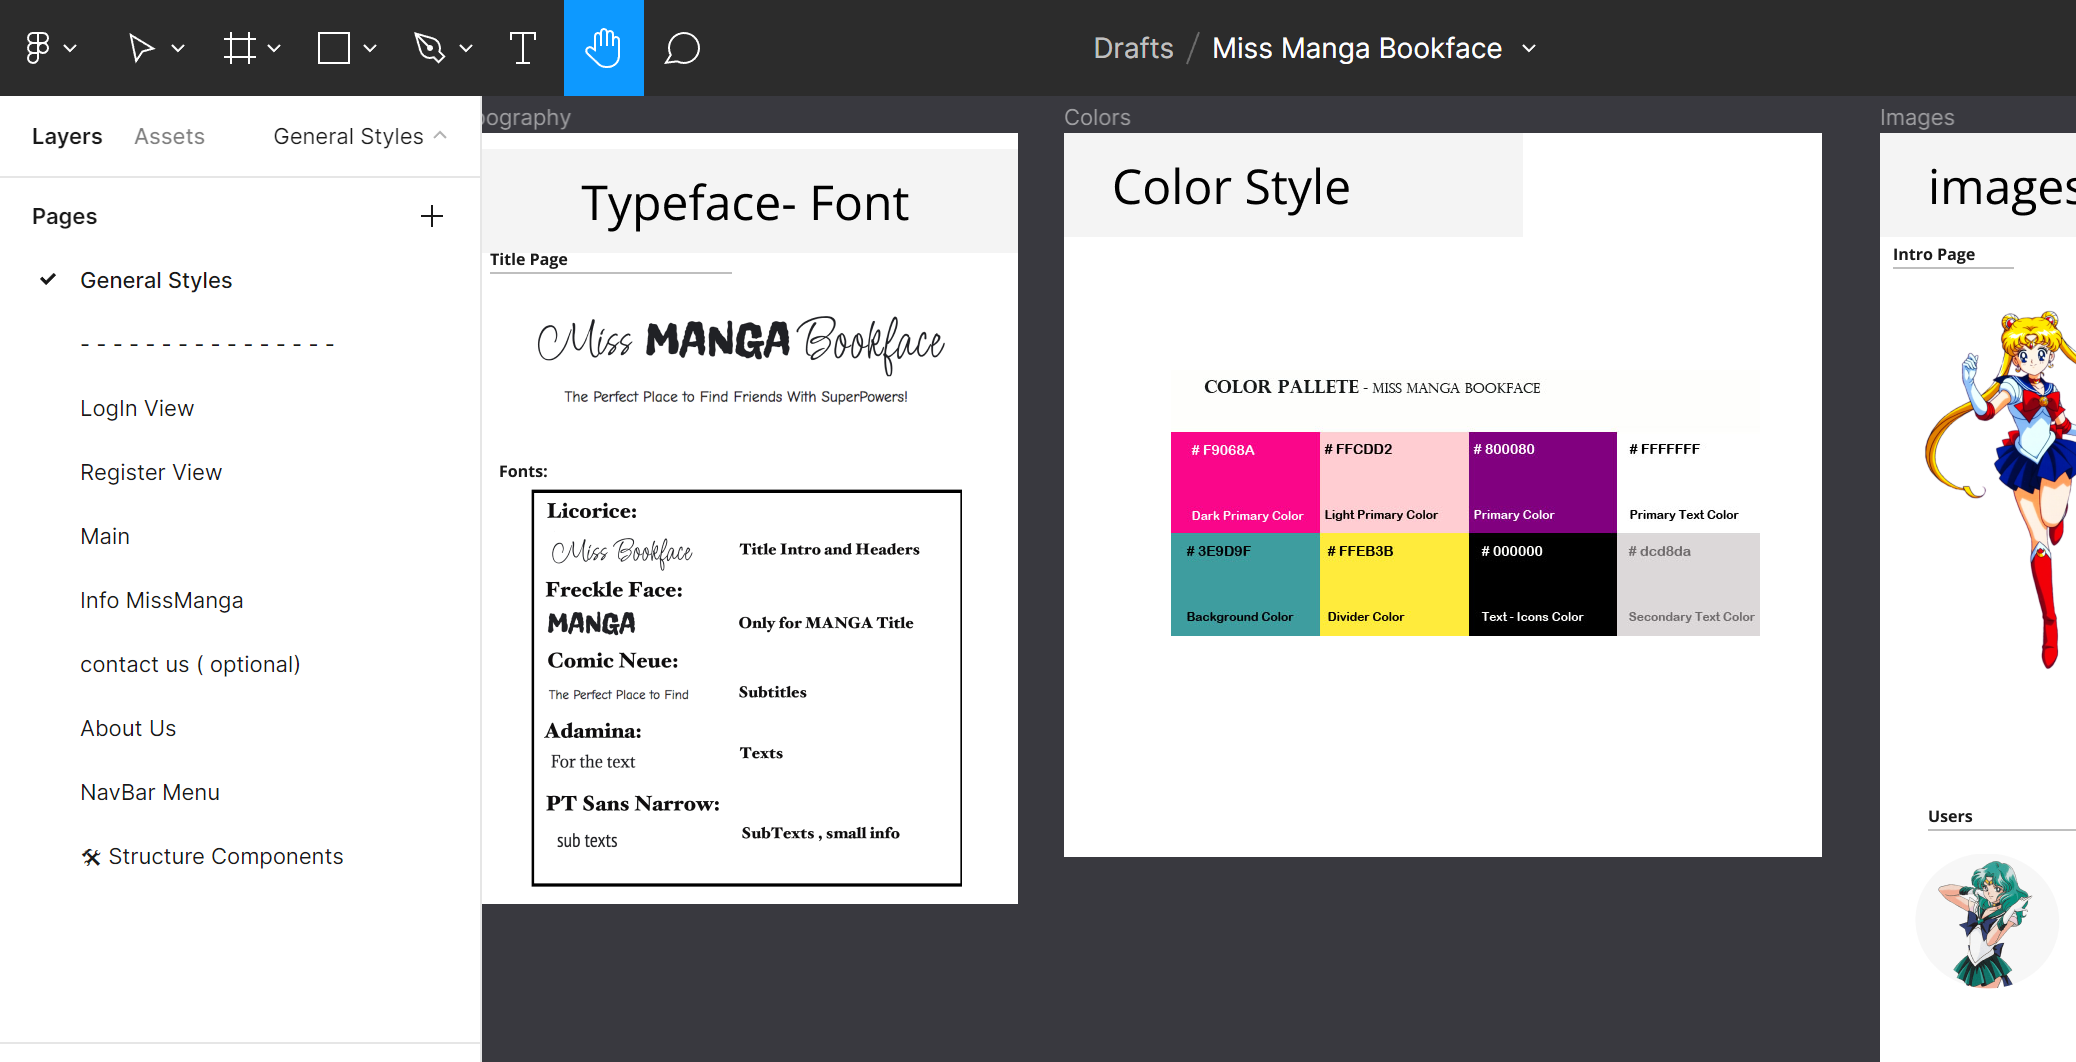 Drafts / Miss Manga Bookface
Layers
Assets
General Styles
Pages
General Styles
- - - - - - - - - - - - - - - -
LogIn View
Register View
Main
Info MissManga
contact us ( optional)
About Us
NavBar Menu
Structure Components
pography
Typeface- Font
Title Page
Miss MANGA Bookface
The Perfect Place to Find Friends With SuperPowers!
Fonts:
Licorice:
Miss Bookface
Title Intro and Headers
Freckle Face:
MANGA
Only for MANGA Title
Comic Neue:
The Perfect Place to Find
Subtitles
Adamina:
For the text
Texts
PT Sans Narrow:
sub texts
SubTexts , small info
Colors
Color Style
COLOR PALLETE - MISS MANGA BOOKFACE
# F9068A
Dark Primary Color
# FFCDD2
Light Primary Color
# 800080
Primary Color
# FFFFFFF
Primary Text Color
# 3E9D9F
Background Color
# FFEB3B
Divider Color
# 000000
Text - Icons Color
# dcd8da
Secondary Text Color
Images
images
Intro Page
Users